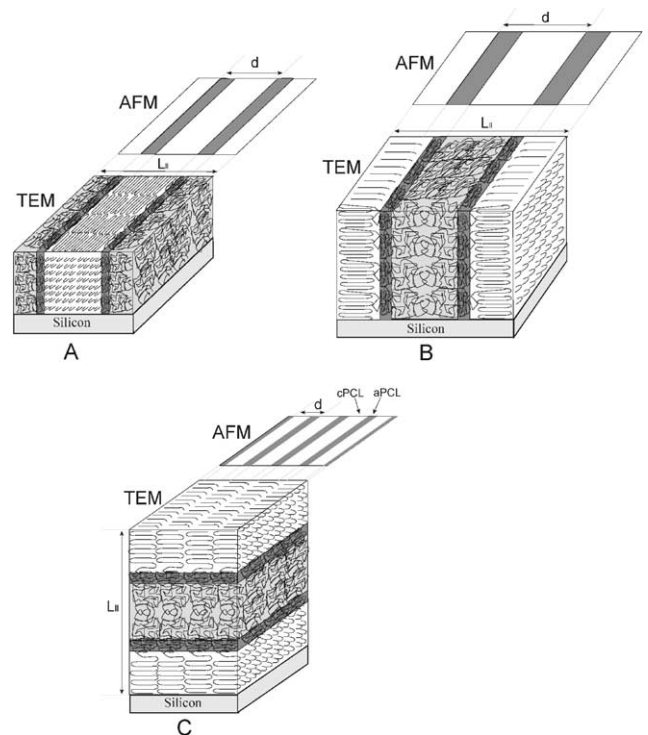 d
AFM
L॥
TEM
Silicon
A
d
AFM
L॥
TEM
Silicon
B
cPCL aPCL
d
AFM
TEM
L॥
Silicon
C